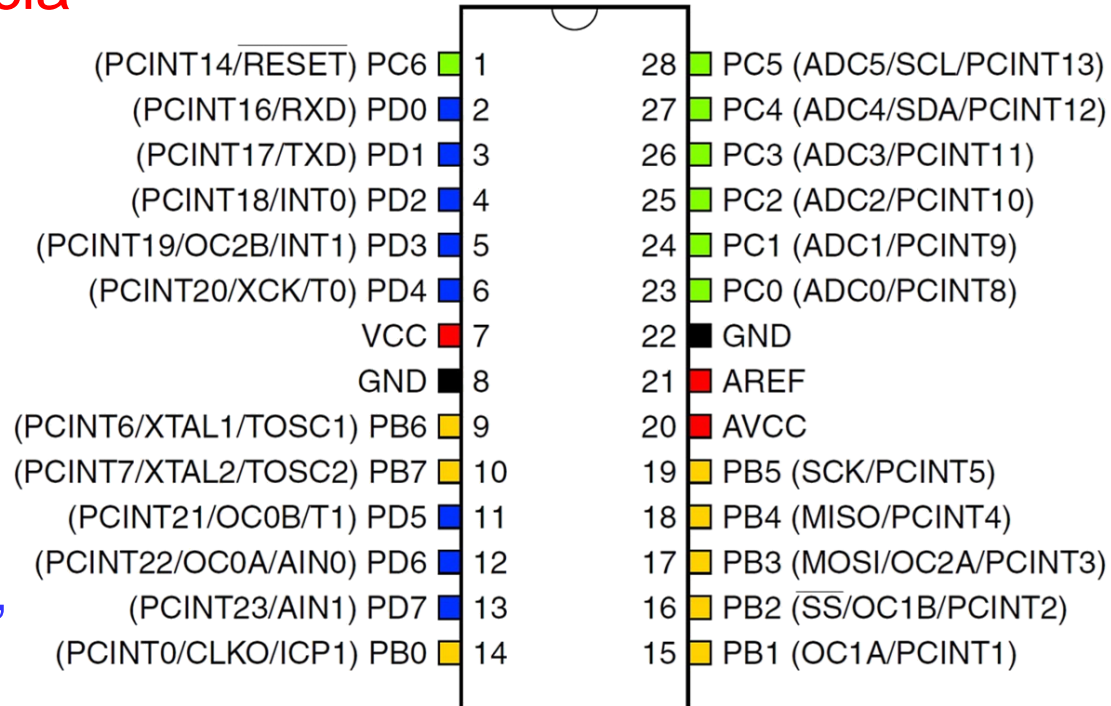 (PCINT14/RESET) PC6 1 28 PC5 (ADC5/SCL/PCINT13)
(PCINT16/RXD) PD0 2 27 PC4 (ADC4/SDA/PCINT12)
(PCINT17/TXD) PD1 3 26 PC3 (ADC3/PCINT11)
(PCINT18/INT0) PD2 4 25 PC2 (ADC2/PCINT10)
(PCINT19/OC2B/INT1) PD3 5 24 PC1 (ADC1/PCINT9)
(PCINT20/XCK/T0) PD4 6 23 PC0 (ADC0/PCINT8)
VCC 7 22 GND
GND 8 21 AREF
(PCINT6/XTAL1/TOSC1) PB6 9 20 AVCC
(PCINT7/XTAL2/TOSC2) PB7 10 19 PB5 (SCK/PCINT5)
(PCINT21/OC0B/T1) PD5 11 18 PB4 (MISO/PCINT4)
(PCINT22/OC0A/AIN0) PD6 12 17 PB3 (MOSI/OC2A/PCINT3)
(PCINT23/AIN1) PD7 13 16 PB2 (SS/OC1B/PCINT2)
(PCINT0/CLKO/ICP1) PB0 14 15 PB1 (OC1A/PCINT1)